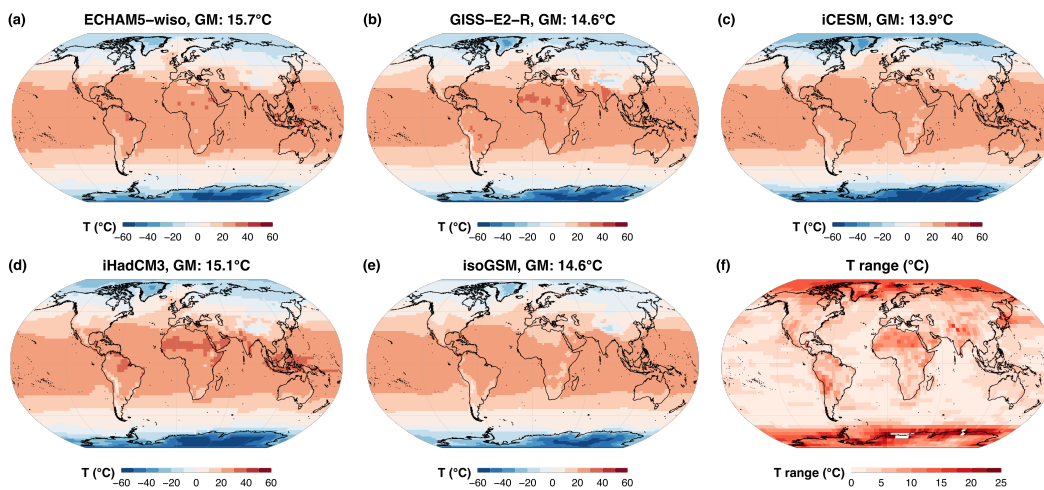 (a) ECHAM5−wiso, GM: 15.7°C
(b) GISS−E2−R, GM: 14.6°C
(c) iCESM, GM: 13.9°C
T (°C) −60 −40 −20 0 20 40 60
T (°C) −60 −40 −20 0 20 40 60
T (°C) −60 −40 −20 0 20 40 60
(d) iHadCM3, GM: 15.1°C
(e) isoGSM, GM: 14.6°C
(f) T range (°C)
T (°C) −60 −40 −20 0 20 40 60
T (°C) −60 −40 −20 0 20 40 60
T range (°C) 0 5 10 15 20 25